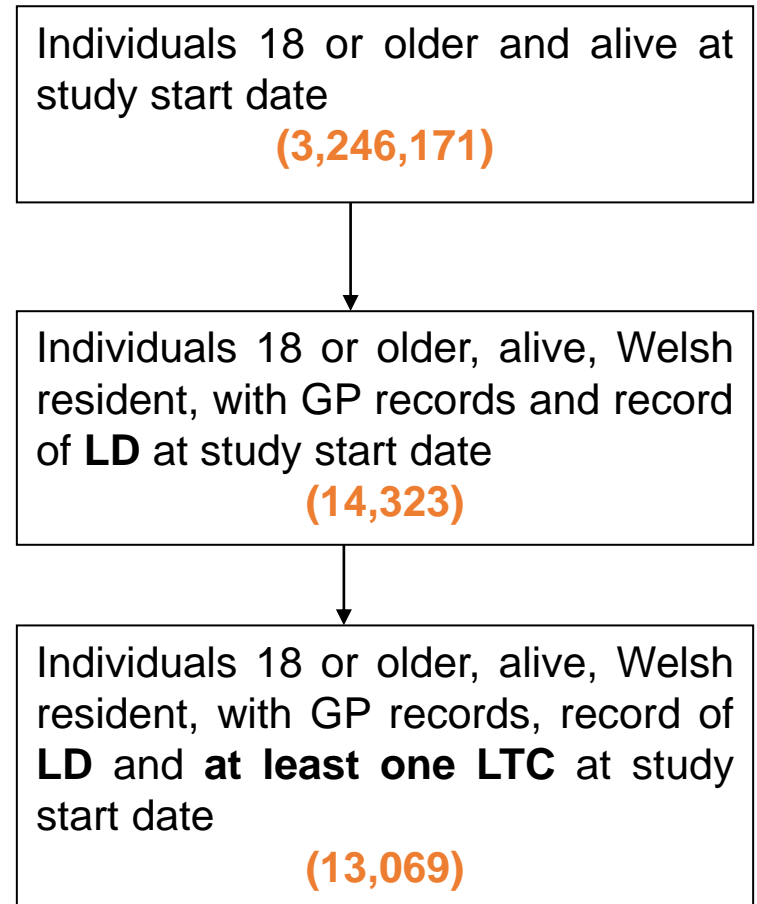 Individuals 18 or older and alive at
study start date
(3,246,171)
Individuals 18 or older, alive, Welsh
resident, with GP records and record
of LD at study start date
(14,323)
Individuals 18 or older, alive, Welsh
resident, with GP records, record of
LD and at least one LTC at study
start date
(13,069)